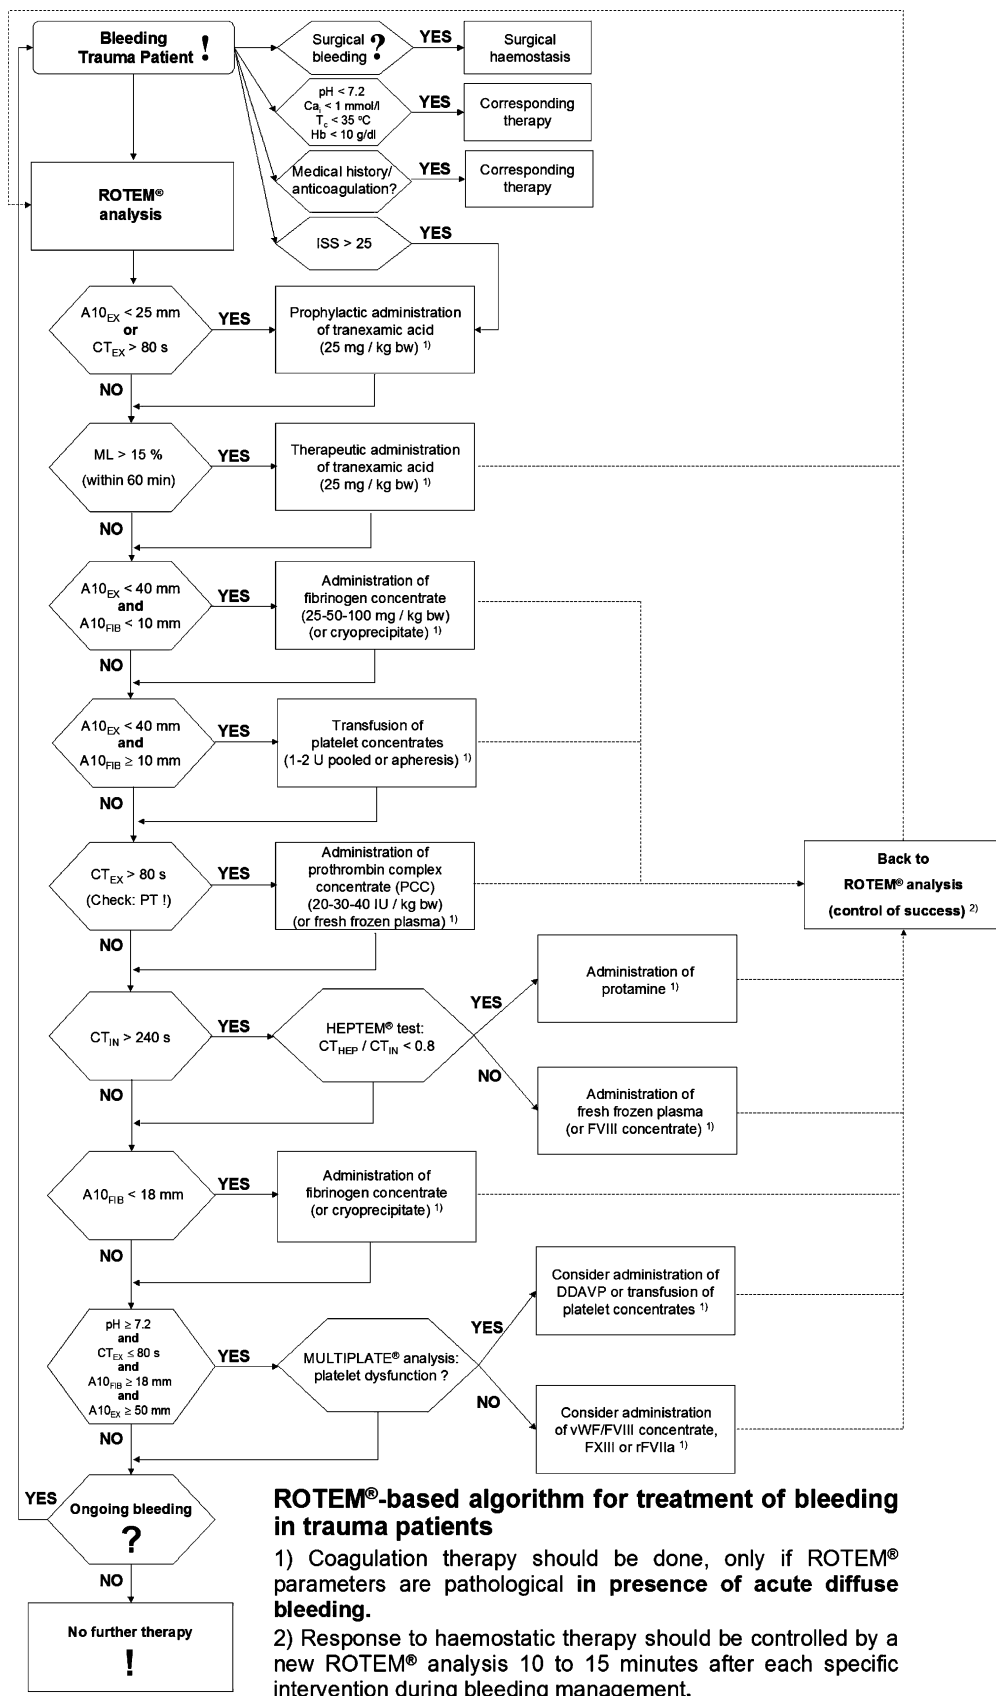 Bleeding
Trauma Patient !
Surgical
bleeding ?
YES
Surgical
haemostasis
pH < 7.2
Caᵢ < 1 mmol/l
T꜀ < 35 °C
Hb < 10 g/dl
YES
Corresponding
therapy
Medical history/
anticoagulation?
YES
Corresponding
therapy
ROTEM®
analysis
ISS > 25
YES
A10EX < 25 mm
or
CTEX > 80 s
YES
Prophylactic administration
of tranexamic acid
(25 mg / kg bw) 1)
NO
ML > 15 %
(within 60 min)
YES
Therapeutic administration
of tranexamic acid
(25 mg / kg bw) 1)
NO
A10EX < 40 mm
and
A10FIB < 10 mm
YES
Administration of
fibrinogen concentrate
(25-50-100 mg / kg bw)
(or cryoprecipitate) 1)
NO
A10EX < 40 mm
and
A10FIB ≥ 10 mm
YES
Transfusion of
platelet concentrates
(1-2 U pooled or apheresis) 1)
NO
CTEX > 80 s
(Check: PT !)
YES
Administration of
prothrombin complex
concentrate (PCC)
(20-30-40 IU / kg bw)
(or fresh frozen plasma) 1)
Back to
ROTEM® analysis
(control of success) 2)
NO
CTIN > 240 s
YES
HEPTEM® test:
CTHEP / CTIN < 0.8
YES
Administration of
protamine 1)
NO
Administration of
fresh frozen plasma
(or FVIII concentrate) 1)
NO
A10FIB < 18 mm
YES
Administration of
fibrinogen concentrate
(or cryoprecipitate) 1)
NO
pH ≥ 7.2
and
CTEX ≤ 80 s
and
A10FIB ≥ 18 mm
and
A10EX ≥ 50 mm
YES
MULTIPLATE® analysis:
platelet dysfunction ?
YES
Consider administration of
DDAVP or transfusion of
platelet concentrates 1)
NO
Consider administration
of vWF/FVIII concentrate,
FXIII or rFVIIa 1)
NO
YES
Ongoing bleeding
?
NO
No further therapy
!
ROTEM®-based algorithm for treatment of bleeding
in trauma patients
1) Coagulation therapy should be done, only if ROTEM®
parameters are pathological in presence of acute diffuse
bleeding.
2) Response to haemostatic therapy should be controlled by a
new ROTEM® analysis 10 to 15 minutes after each specific
intervention during bleeding management.